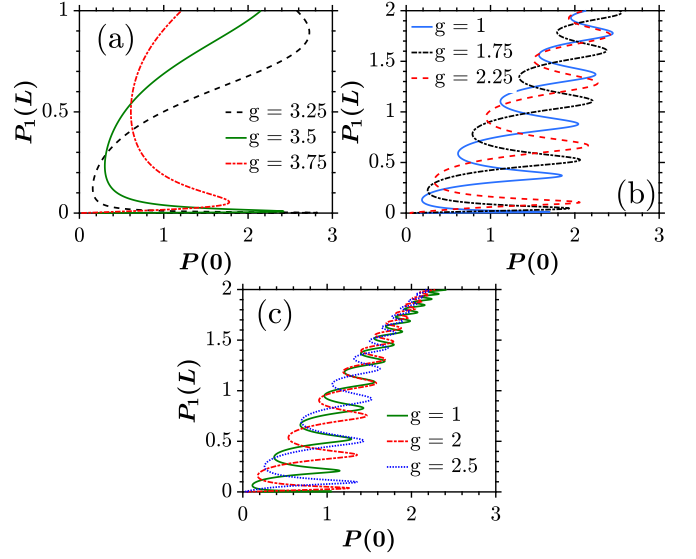 (a)
P₁(L)
1
0.5
0
g = 3.25
g = 3.5
g = 3.75
0 1 2 3
P(0)
(b)
P₁(L)
2
1.5
1
0.5
0
g = 1
g = 1.75
g = 2.25
0 1 2 3
P(0)
(c)
P₁(L)
2
1.5
1
0.5
0
g = 1
g = 2
g = 2.5
0 1 2 3
P(0)